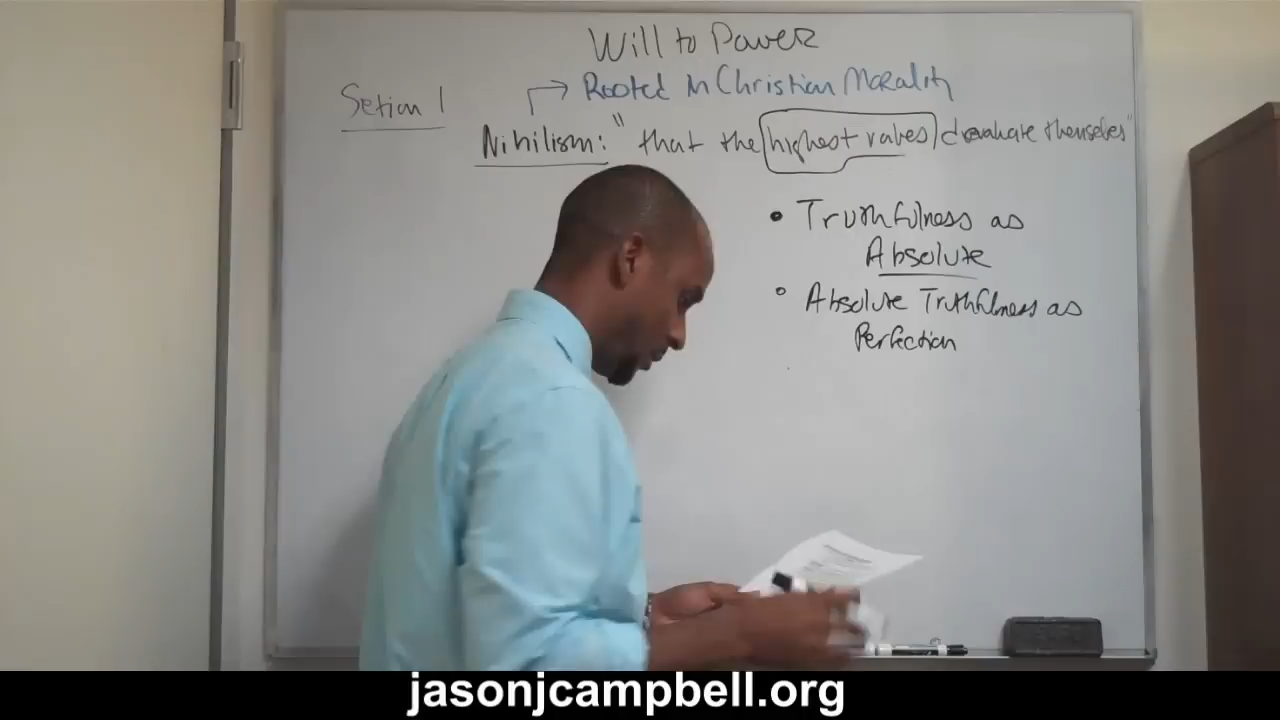 Will to Power
Rooted in Christian Morality
Section 1
Nihilism: "that the highest values devaluate themselves"
• Truthfulness as
Absolute
• Absolute Truthfulness as
Perfection
jasonjcampbell.org